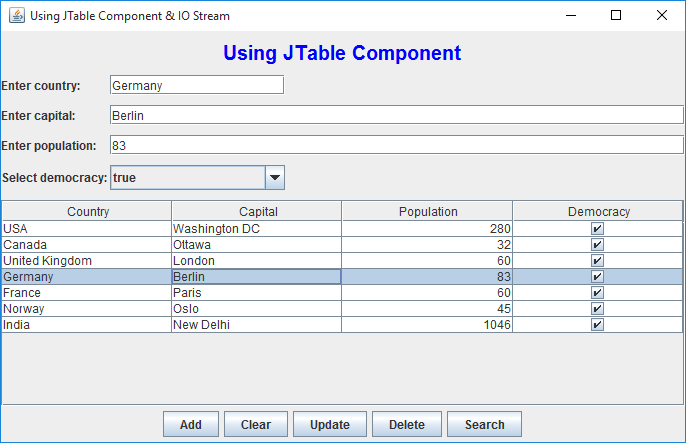 Using JTable Component & IO Stream
Using JTable Component
Enter country: Germany
Enter capital: Berlin
Enter population: 83
Select democracy: true
Country Capital Population Democracy
USA Washington DC 280
Canada Ottawa 32
United Kingdom London 60
Germany Berlin 83
France Paris 60
Norway Oslo 45
India New Delhi 1046
Add Clear Update Delete Search